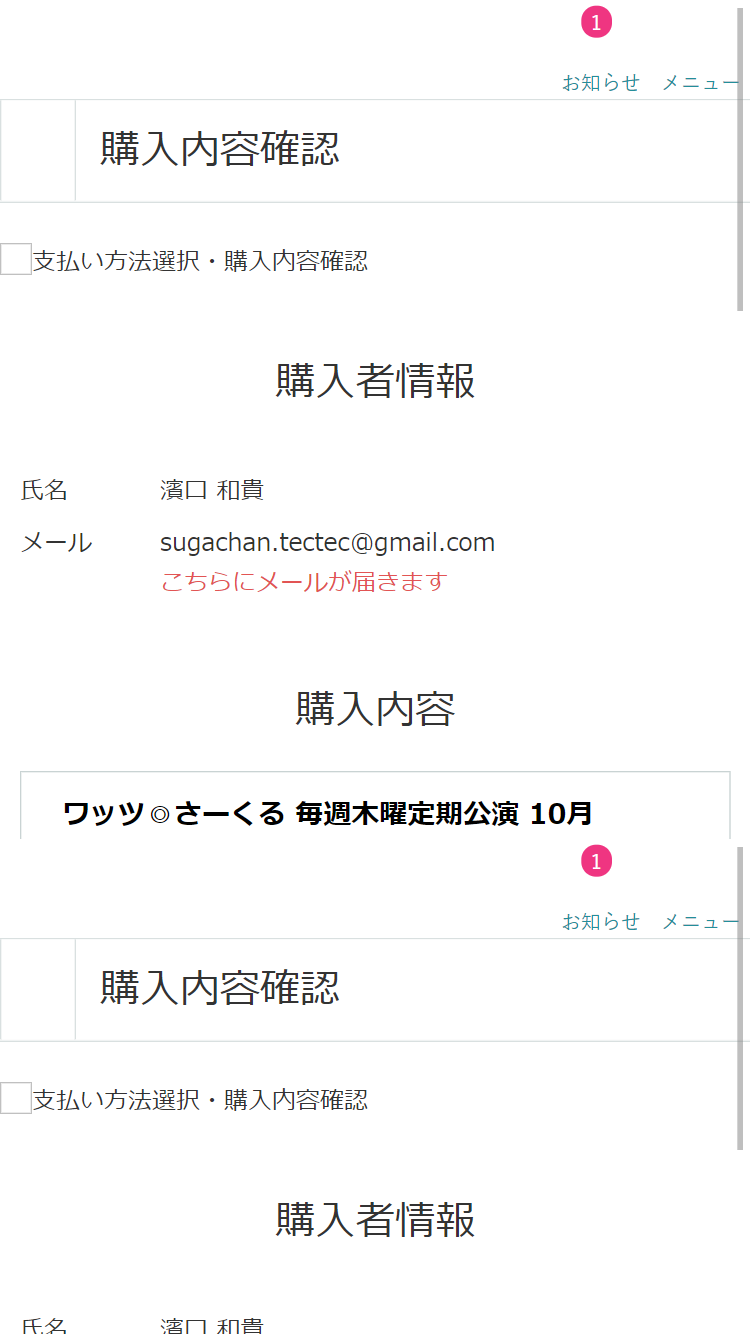 1
お知らせ メニュー
購入内容確認
支払い方法選択・購入内容確認
購入者情報
氏名 濱口 和貴
メール sugachan.tectec@gmail.com
こちらにメールが届きます
購入内容
ワッツ◎さーくる 毎週木曜定期公演 10月
1
お知らせ メニュー
購入内容確認
支払い方法選択・購入内容確認
購入者情報
氏名 濱口 和貴